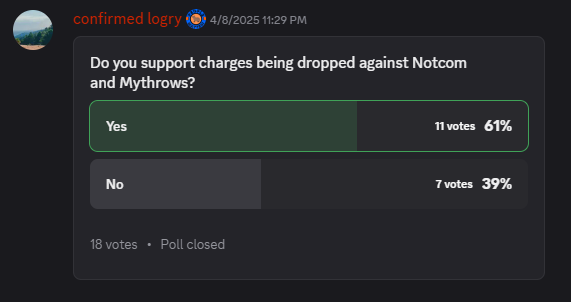 confirmed logry 4/8/2025 11:29 PM
Do you support charges being dropped against Notcom
and Mythrows?
Yes 11 votes 61%
No 7 votes 39%
18 votes • Poll closed